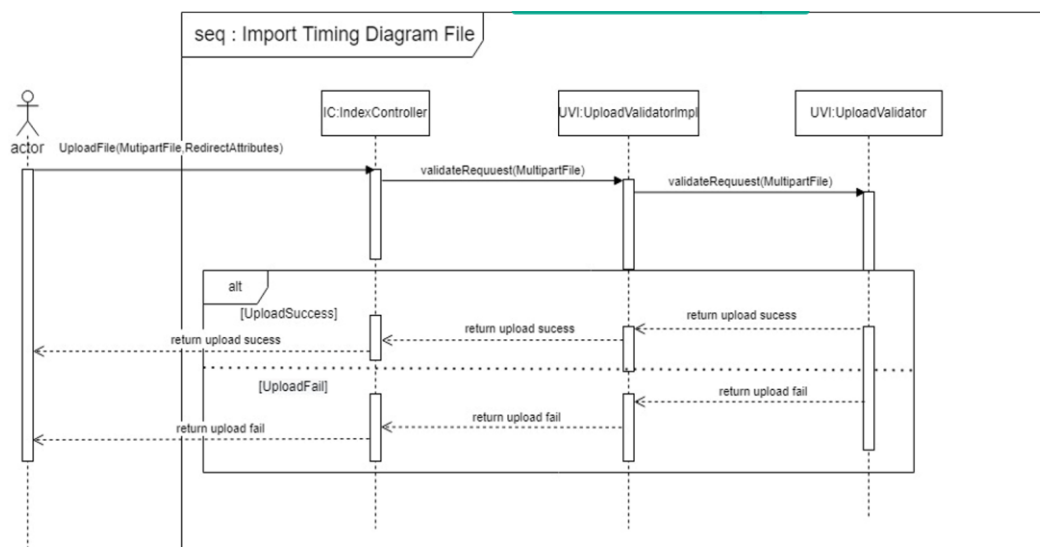 seq : Import Timing Diagram File
IC:IndexController
UVI:UploadValidatorImpl
UVI:UploadValidator
actor
UploadFile(MutipartFile,RedirectAttributes)
validateRequuest(MultipartFile)
validateRequuest(MultipartFile)
alt
[UploadSuccess]
return upload sucess
return upload sucess
return upload sucess
[UploadFail]
return upload fail
return upload fail
return upload fail